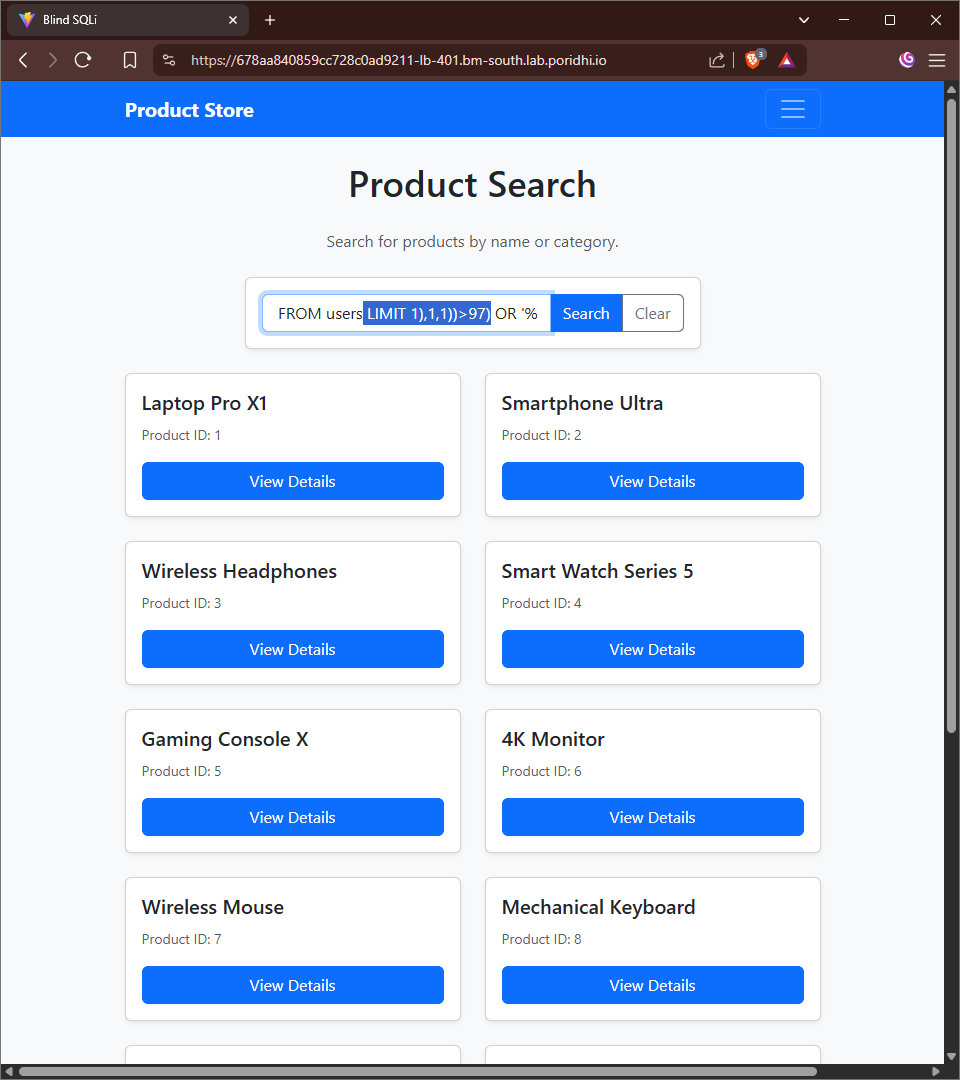 Blind SQLi
https://678aa840859cc728c0ad9211-lb-401.bm-south.lab.poridhi.io
3
Product Store
Product Search
Search for products by name or category.
FROM users LIMIT 1),1,1))>97) OR '%
Search
Clear
Laptop Pro X1
Product ID: 1
View Details
Smartphone Ultra
Product ID: 2
View Details
Wireless Headphones
Product ID: 3
View Details
Smart Watch Series 5
Product ID: 4
View Details
Gaming Console X
Product ID: 5
View Details
4K Monitor
Product ID: 6
View Details
Wireless Mouse
Product ID: 7
View Details
Mechanical Keyboard
Product ID: 8
View Details